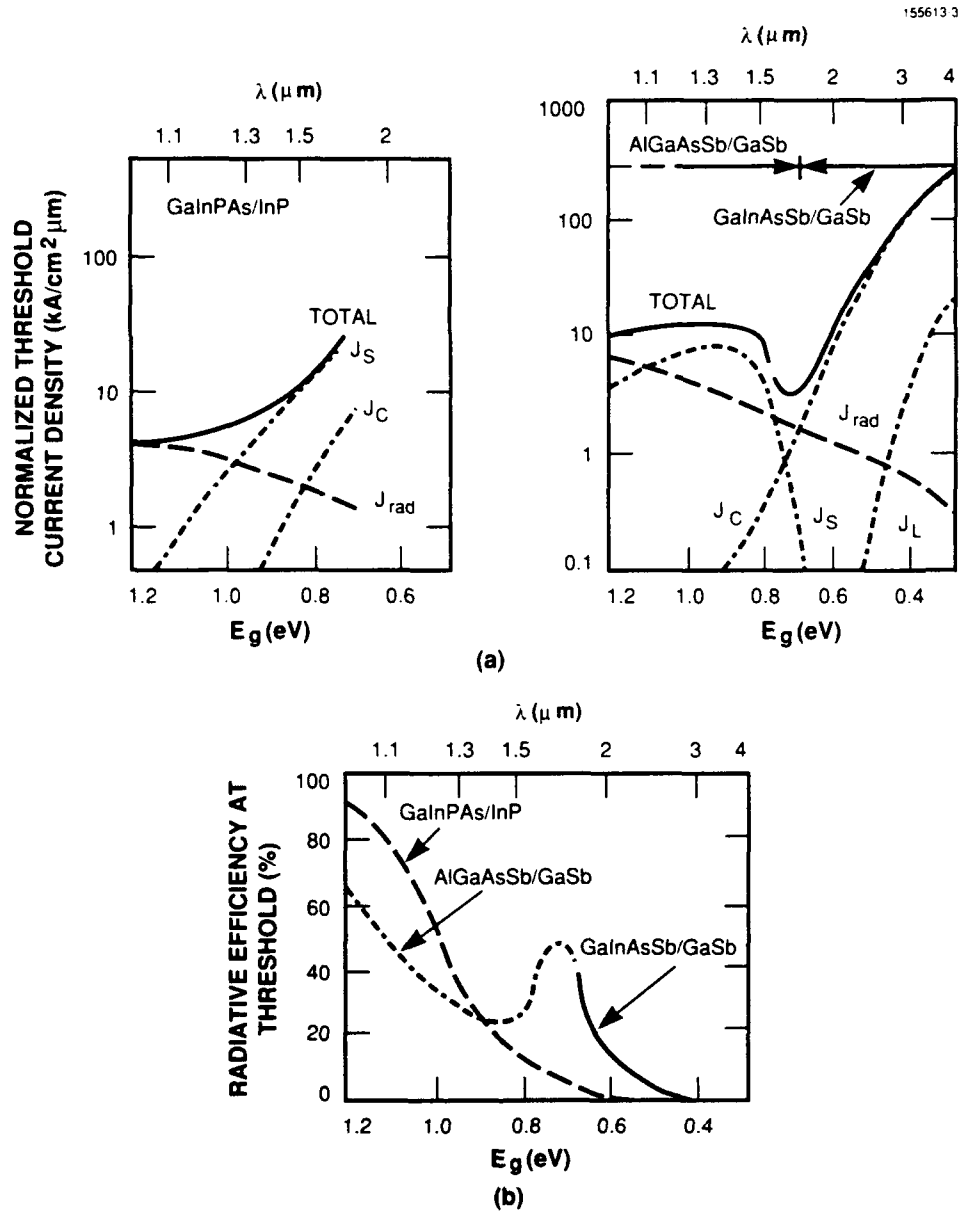 155613-3
λ (μm)
1.1 1.3 1.5 2
GaInPAs/InP
NORMALIZED THRESHOLD
CURRENT DENSITY (kA/cm² μm)
100
10
1
TOTAL
J_S
J_C
J_rad
1.2 1.0 0.8 0.6
E_g (eV)
λ (μm)
1.1 1.3 1.5 2 3 4
1000
100
10
1
0.1
AlGaAsSb/GaSb
GaInAsSb/GaSb
TOTAL
J_rad
J_C
J_S
J_L
1.2 1.0 0.8 0.6 0.4
E_g (eV)
(a)
λ (μm)
1.1 1.3 1.5 2 3 4
RADIATIVE EFFICIENCY AT
THRESHOLD (%)
100
80
60
40
20
0
GaInPAs/InP
AlGaAsSb/GaSb
GaInAsSb/GaSb
1.2 1.0 0.8 0.6 0.4
E_g (eV)
(b)